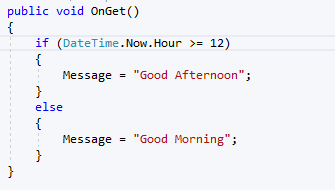 public void OnGet()
{
    if (DateTime.Now.Hour >= 12)
    {
        Message = "Good Afternoon";
    }
    else
    {
        Message = "Good Morning";
    }
}